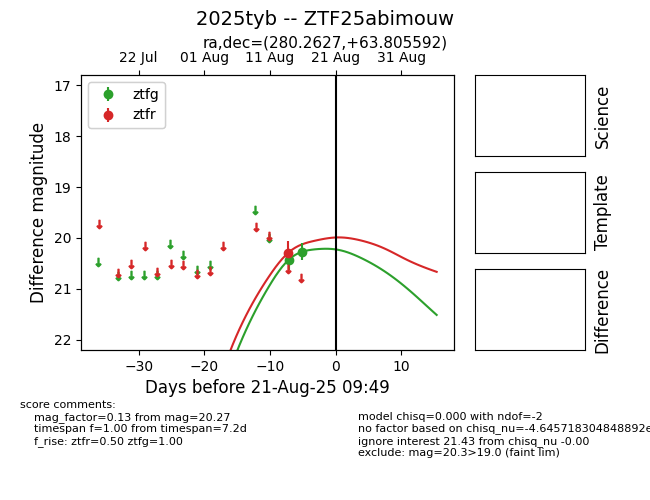 2025tyb -- ZTF25abimouw
ra,dec=(280.2627,+63.805592)
22 Jul 01 Aug 11 Aug 21 Aug 31 Aug
17
18
19
20
21
22
Difference magnitude
ztfg
ztfr
−30 −20 −10 0 10
Days before 21-Aug-25 09:49
Science
Template
Difference
score comments:
mag_factor=0.13 from mag=20.27
timespan f=1.00 from timespan=7.2d
f_rise: ztfr=0.50 ztfg=1.00
model chisq=0.000 with ndof=-2
no factor based on chisq_nu=-4.645718304848892e
ignore interest 21.43 from chisq_nu -0.00
exclude: mag=20.3>19.0 (faint lim)